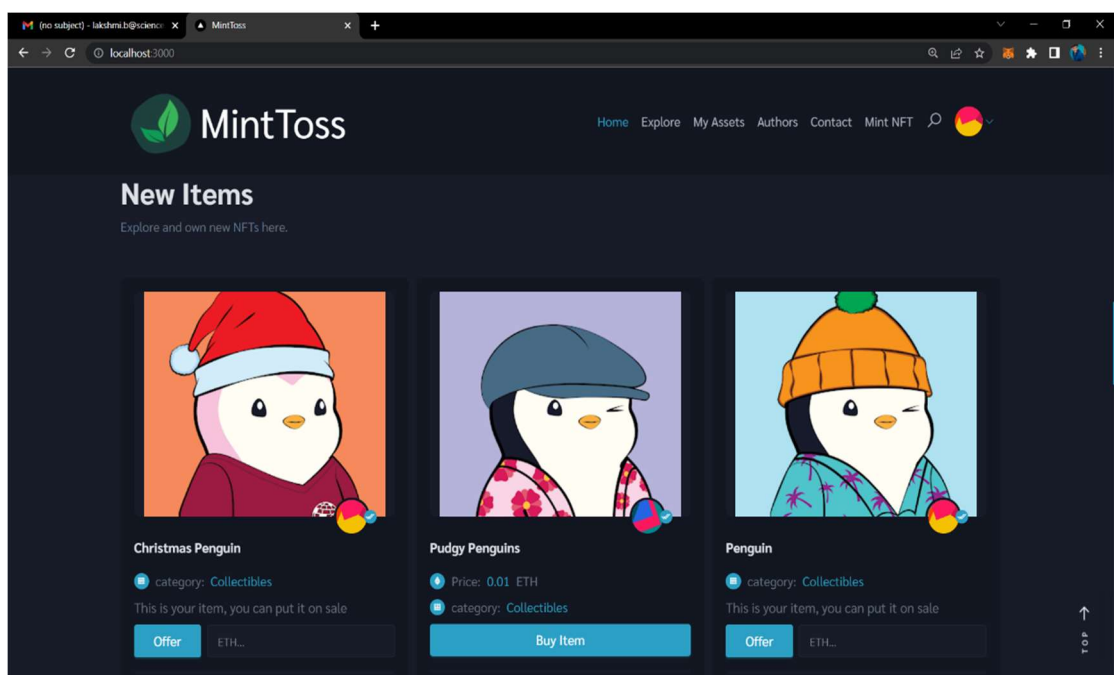 (no subject) - lakshmi.b@science
MintToss
localhost:3000
MintToss
Home Explore My Assets Authors Contact Mint NFT
New Items
Explore and own new NFTs here.
Christmas Penguin
category: Collectibles
This is your item, you can put it on sale
Offer ETH...
Pudgy Penguins
Price: 0.01 ETH
category: Collectibles
Buy Item
Penguin
category: Collectibles
This is your item, you can put it on sale
Offer ETH...
TOP